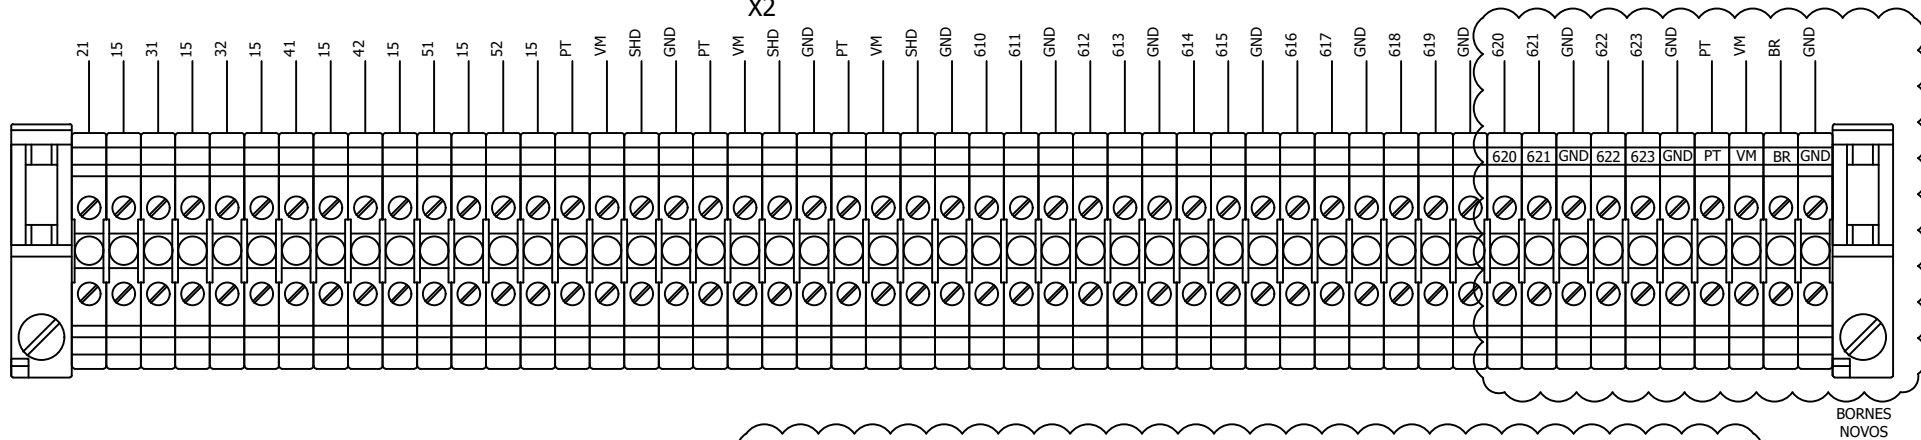 X2
21 15 31 15 32 15 41 15 42 15 51 15 52 15 PT VM SHD GND PT VM SHD GND PT VM SHD GND 610 611 GND 612 613 GND 614 615 GND 616 617 GND 618 619 GND 620 621 GND 622 623 GND PT VM BR GND
620 621 GND 622 623 GND PT VM BR GND
BORNES
NOVOS